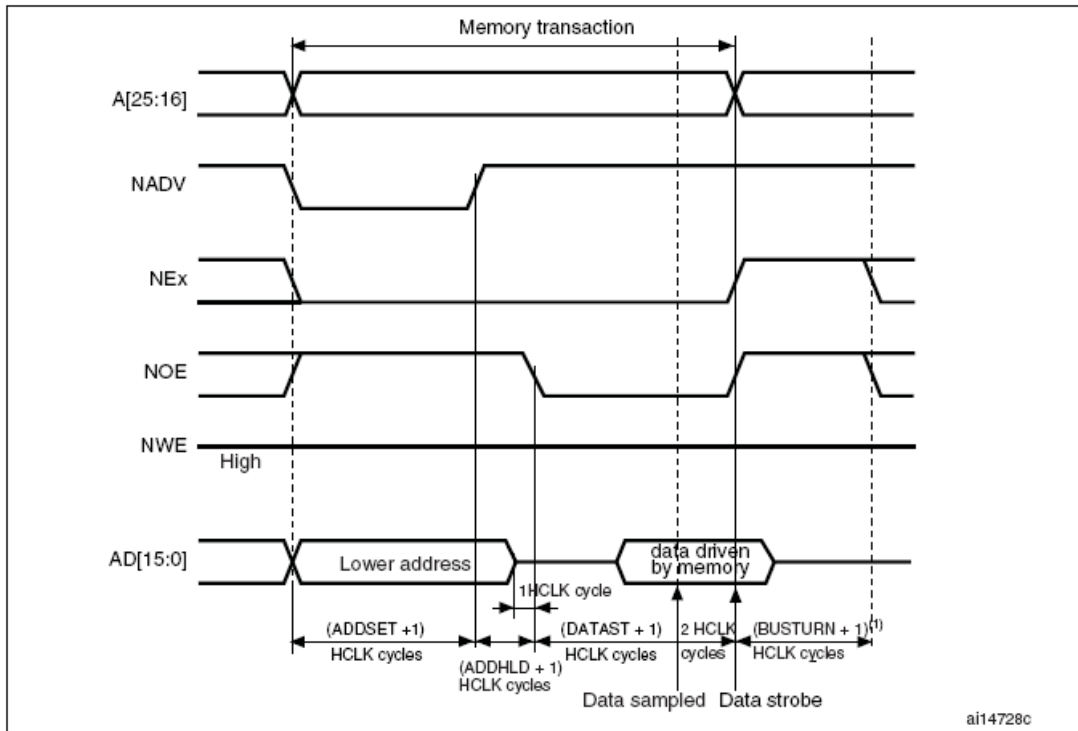 Memory transaction
A[25:16]
NADV
NEx
NOE
NWE
High
AD[15:0]
Lower address
data driven
by memory
1HCLK cycle
(ADDSET +1)
HCLK cycles
(ADDHLD + 1)
HCLK cycles
(DATAST + 1)
HCLK cycles
2 HCLK
cycles
(BUSTURN + 1)(1)
HCLK cycles
Data sampled
Data strobe
ai14728c